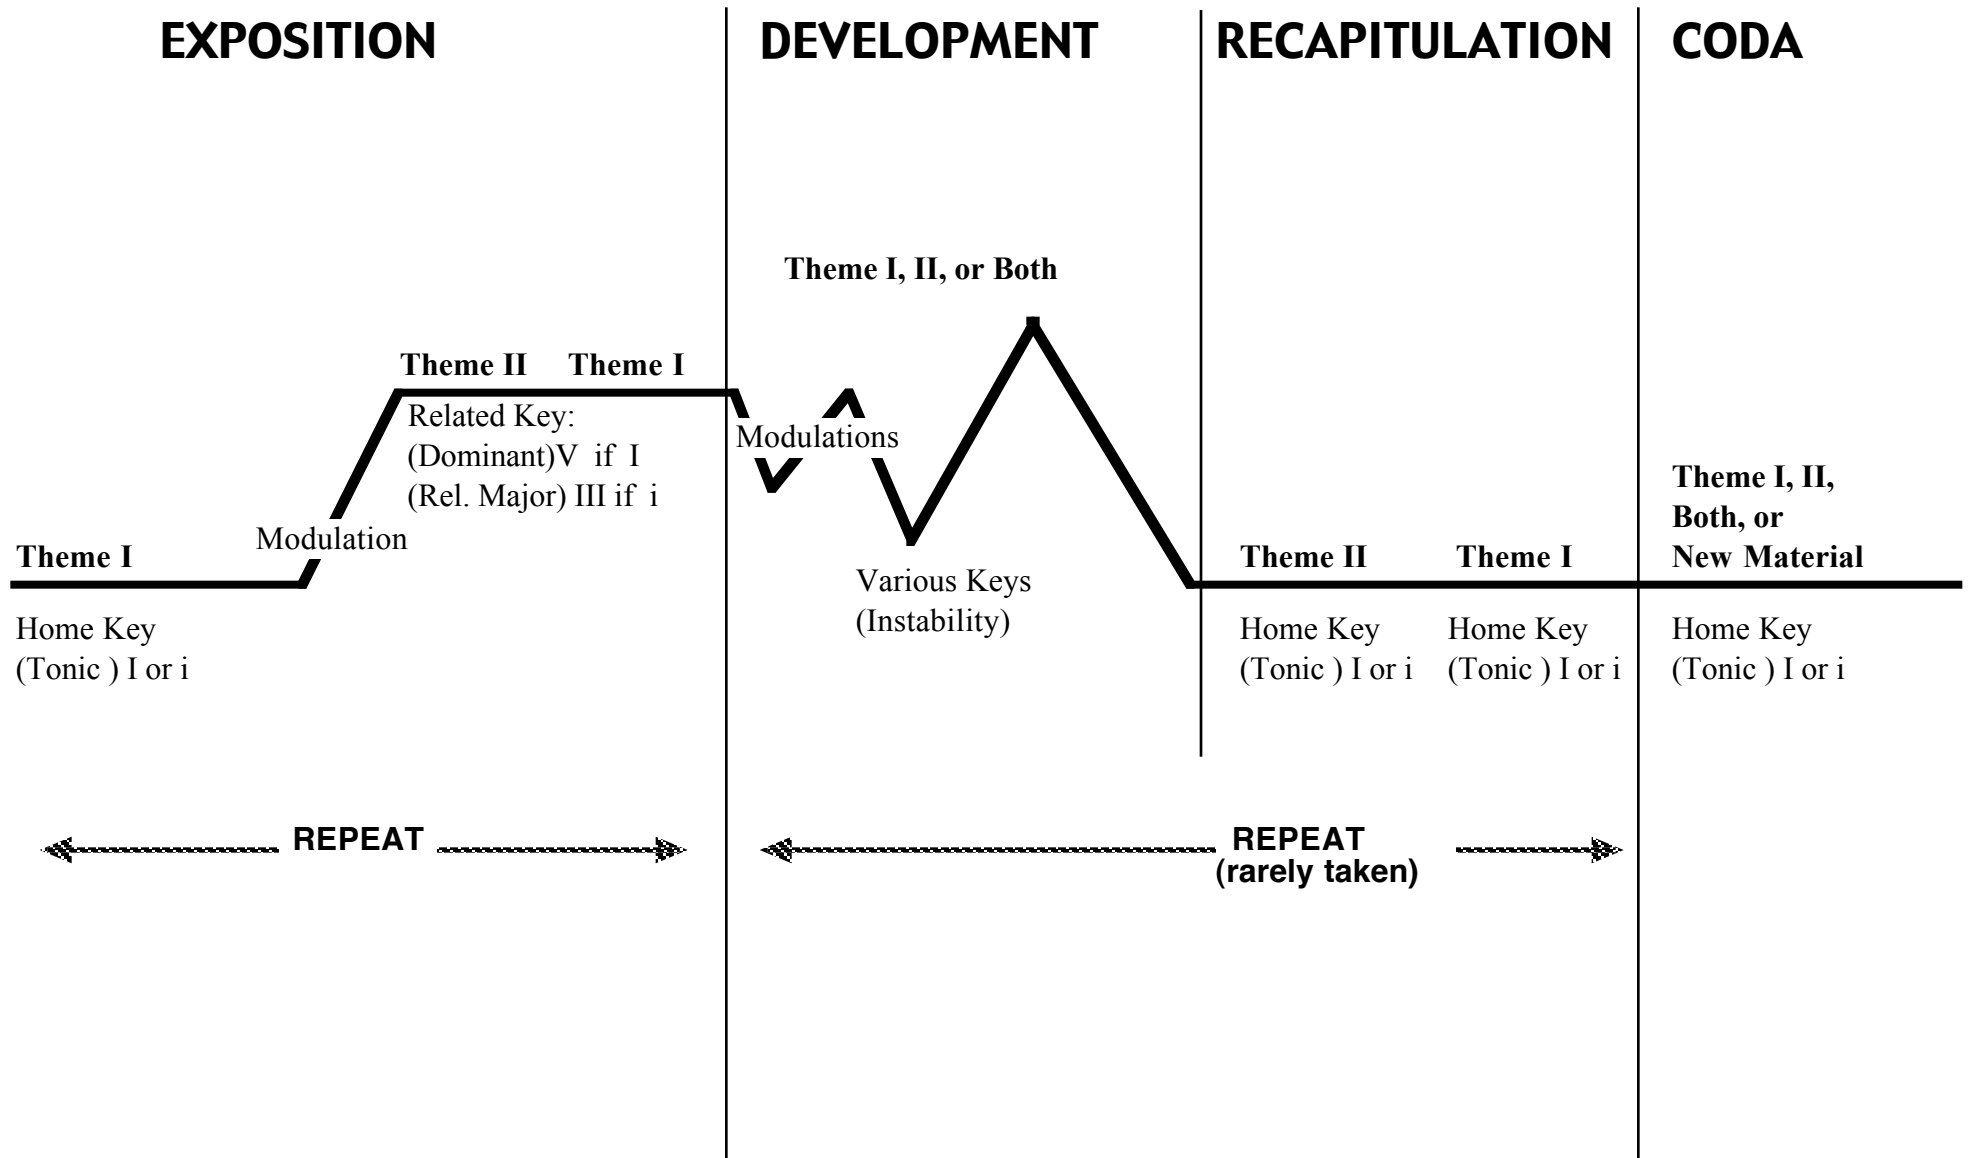 EXPOSITION
DEVELOPMENT
RECAPITULATION
CODA
Theme I
Home Key
(Tonic ) I or i
Modulation
Theme II
Theme I
Related Key:
(Dominant)V if I
(Rel. Major) III if i
Theme I, II, or Both
Modulations
Various Keys
(Instability)
Theme II
Home Key
(Tonic ) I or i
Theme I
Home Key
(Tonic ) I or i
Theme I, II,
Both, or
New Material
Home Key
(Tonic ) I or i
REPEAT
REPEAT
(rarely taken)